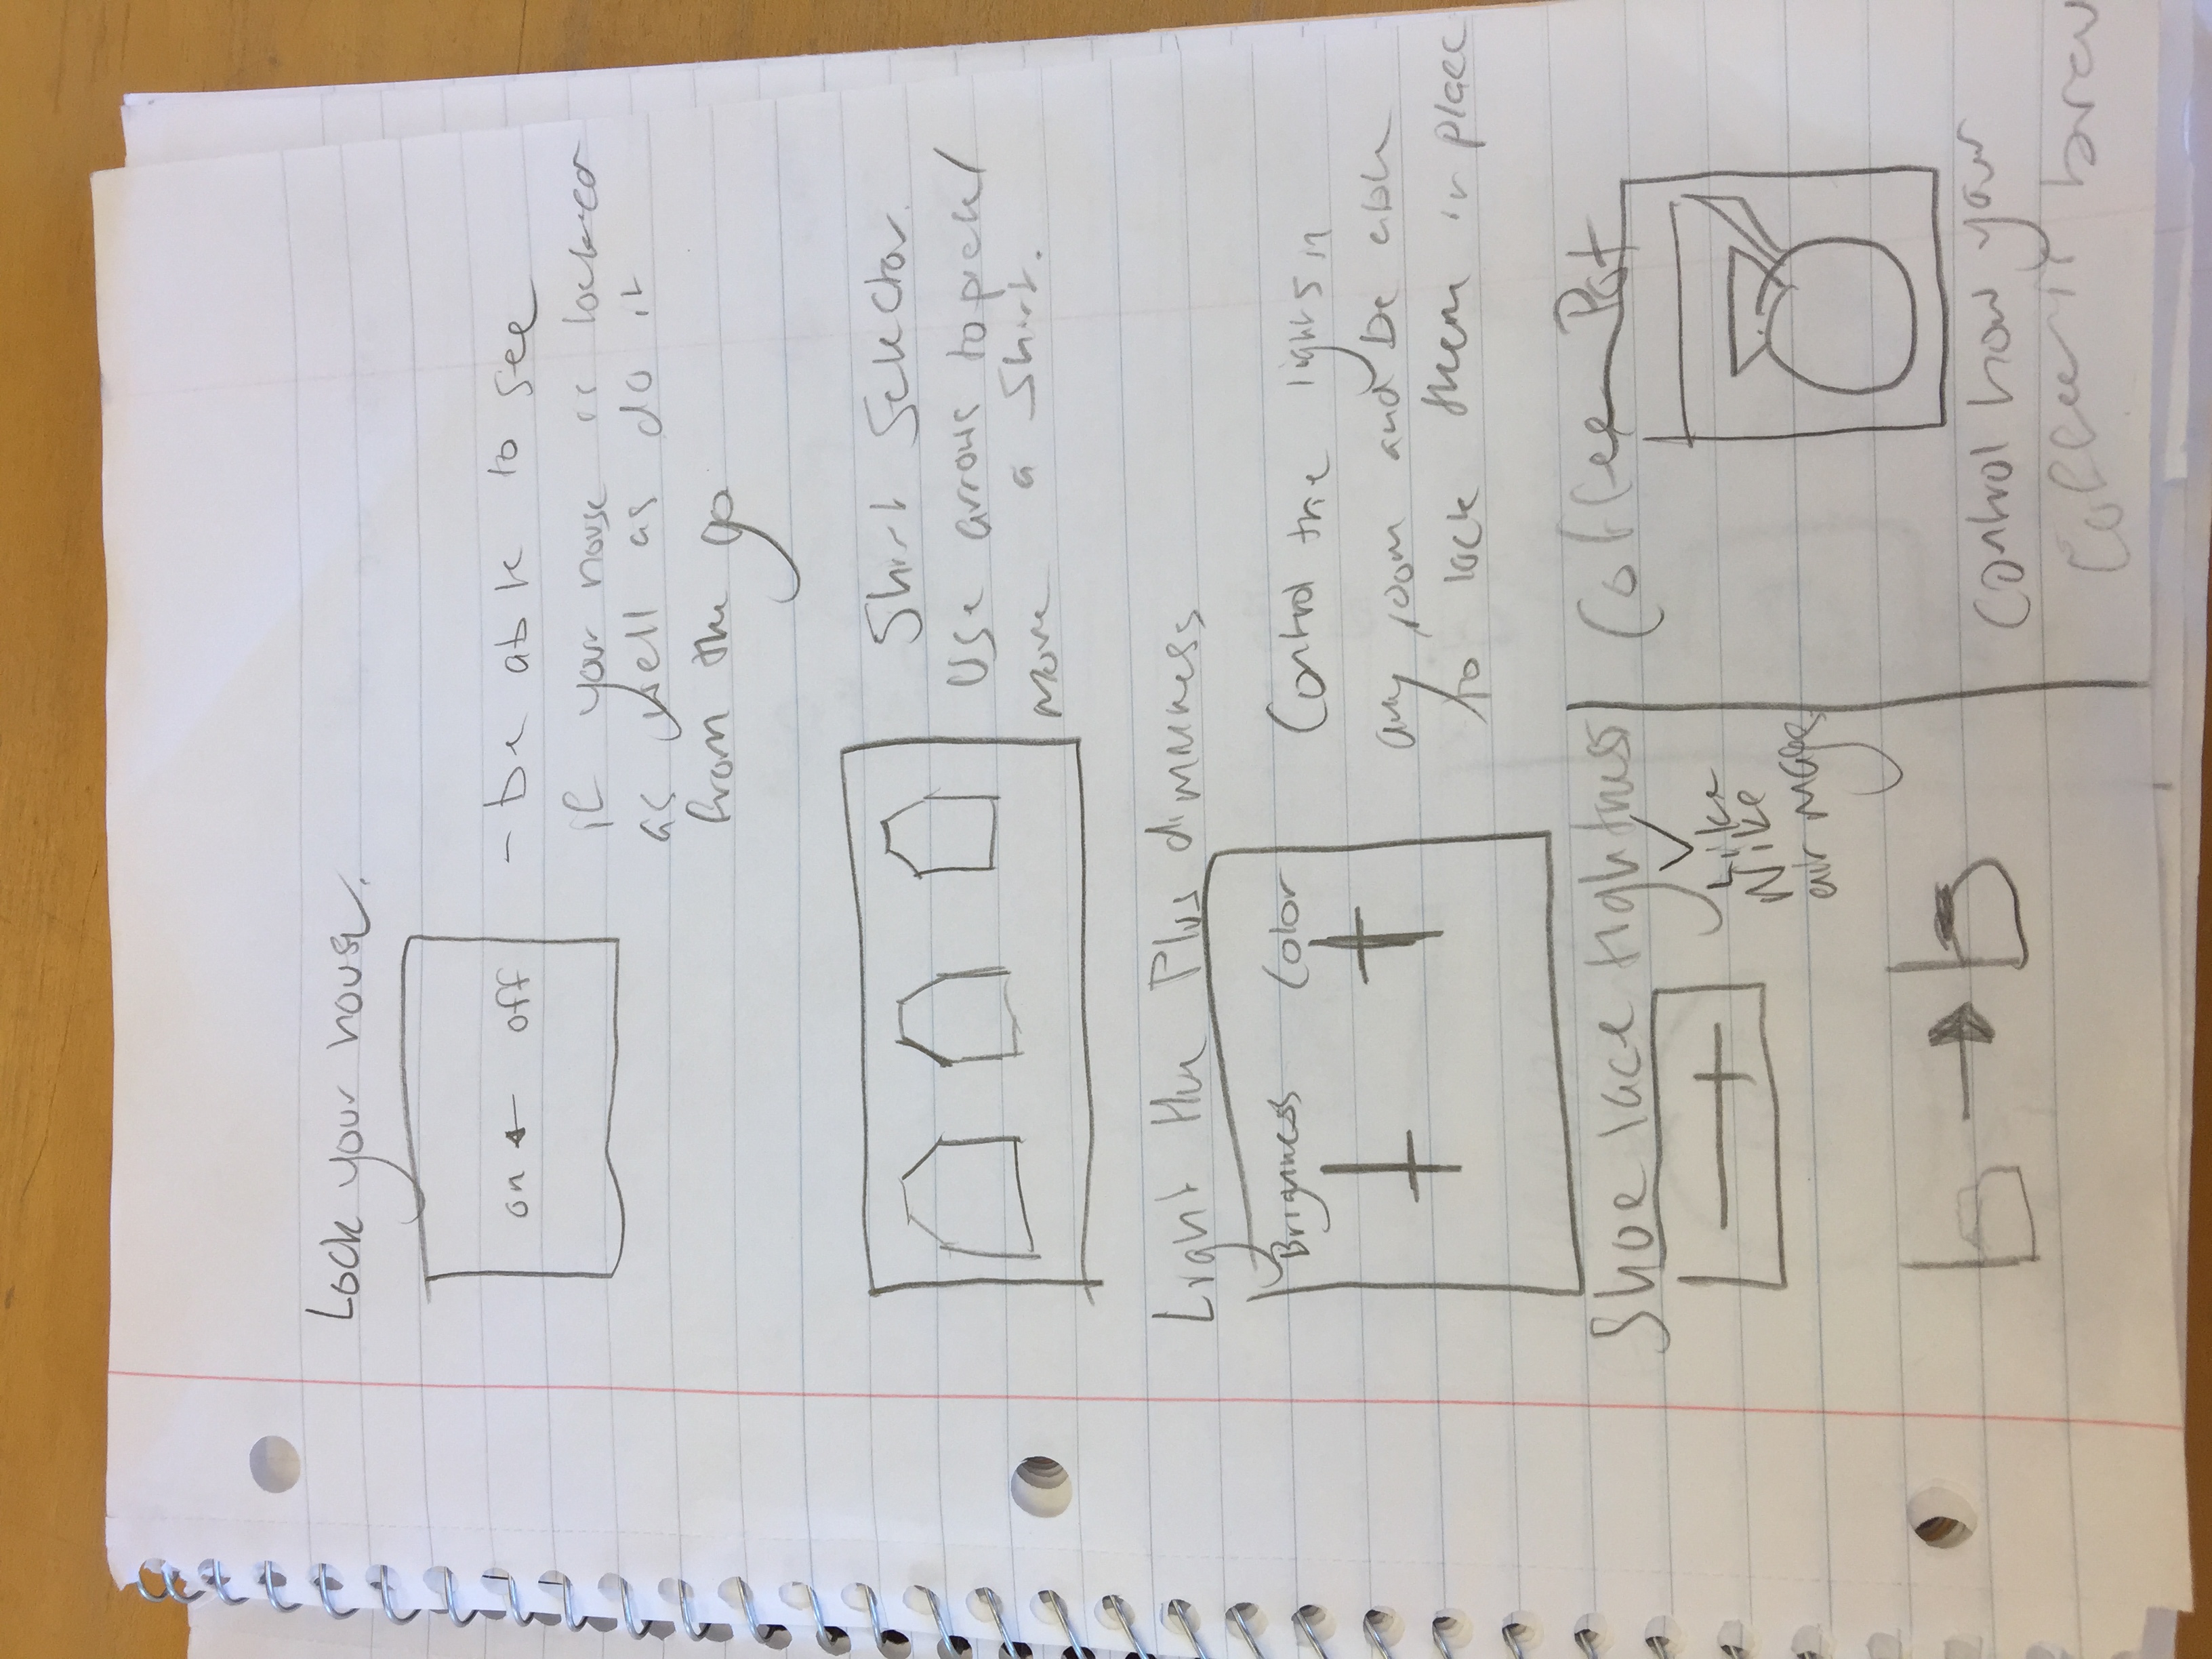 Lock your house.
on ← off
- be able to see
if your house is locked
as well as do it
from the go
Shirt Selector.
Use arrows to pick/
move a shirt.
Light Hue Plus dimmness
Brighness Color
Control the lights in
any room and be able
to lock them in place
Shoe lace tightness
Like
Nike
air mags
Coffee Pot
Control how your
Coffee is brew